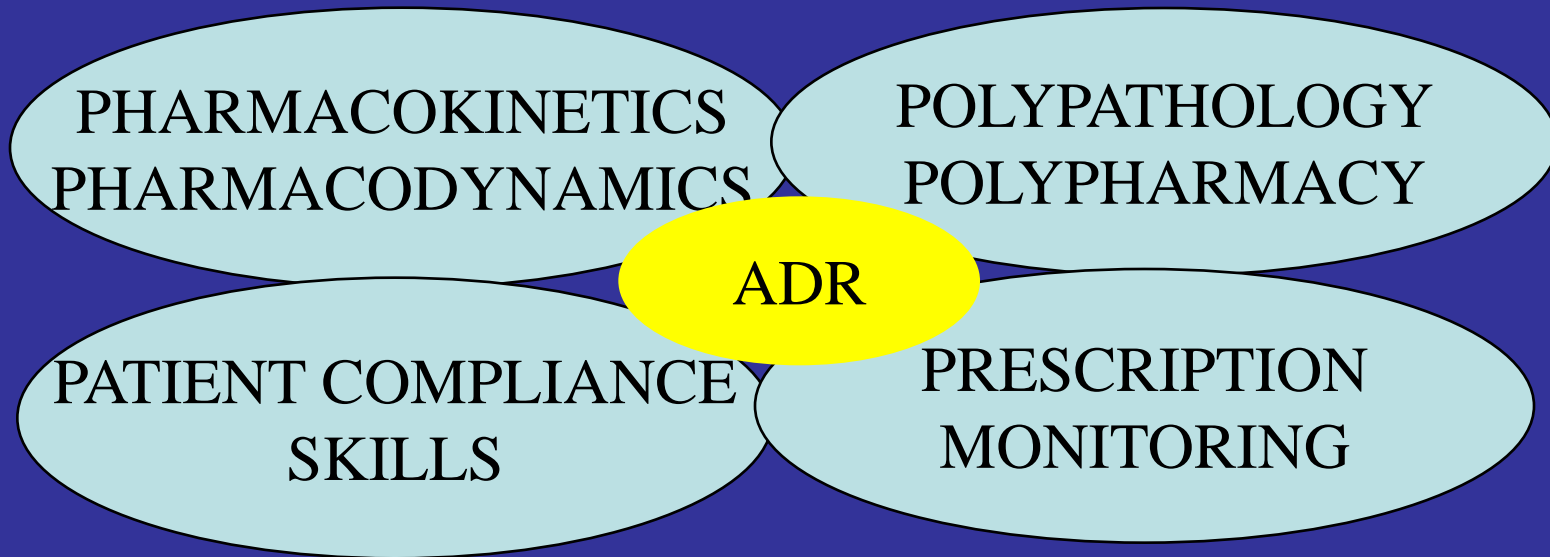 PHARMACOKINETICS
PHARMACODYNAMICS
POLYPATHOLOGY
POLYPHARMACY
ADR
PATIENT COMPLIANCE
SKILLS
PRESCRIPTION
MONITORING